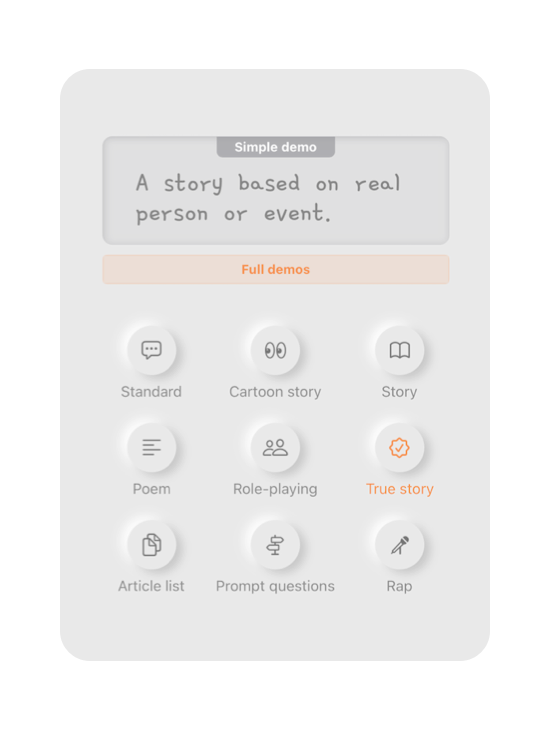 Simple demo
A story based on real
person or event.
Full demos
Standard
Cartoon story
Story
Poem
Role-playing
True story
Article list
Prompt questions
Rap